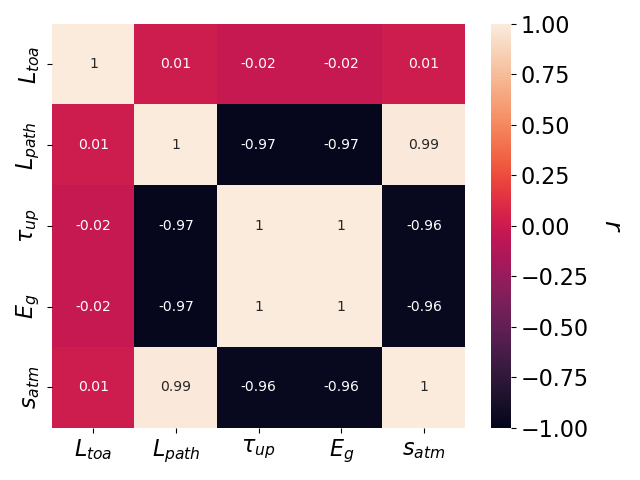 L_toa 1 0.01 -0.02 -0.02 0.01
L_path 0.01 1 -0.97 -0.97 0.99
τ_up -0.02 -0.97 1 1 -0.96
E_g -0.02 -0.97 1 1 -0.96
s_atm 0.01 0.99 -0.96 -0.96 1
L_toa L_path τ_up E_g s_atm
1.00
0.75
0.50
0.25
0.00
−0.25
−0.50
−0.75
−1.00
r